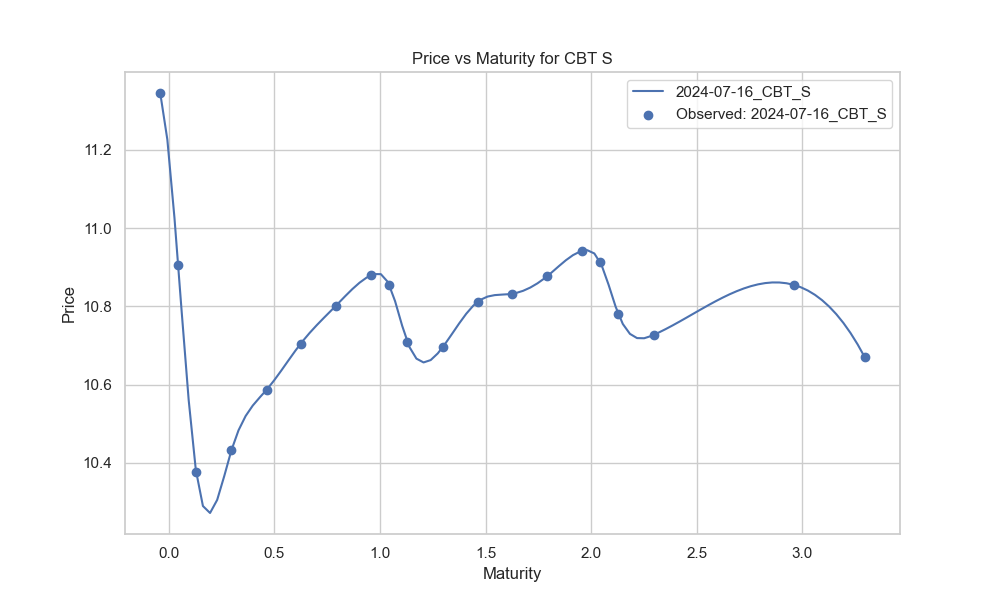 Price vs Maturity for CBT S
2024-07-16_CBT_S
Observed: 2024-07-16_CBT_S
Price
11.2
11.0
10.8
10.6
10.4
0.0 0.5 1.0 1.5 2.0 2.5 3.0
Maturity